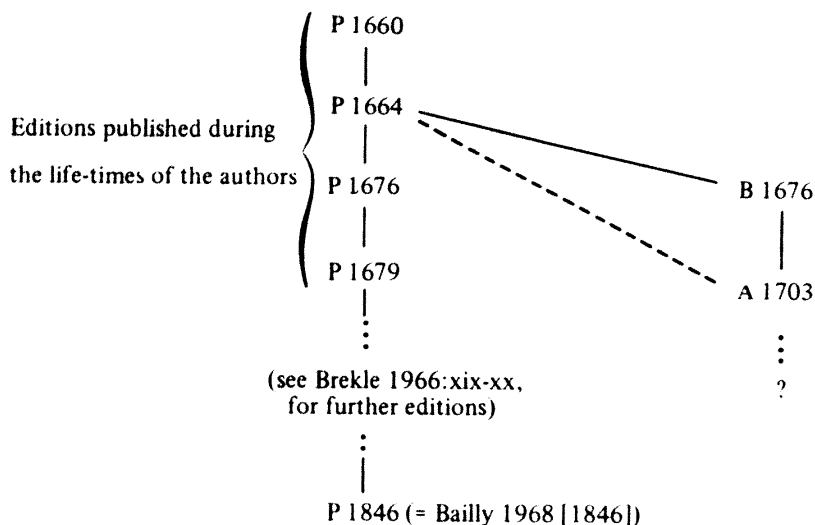 P 1660
P 1664
Editions published during
the life-times of the authors
P 1676
B 1676
P 1679
A 1703
(see Brekle 1966:xix-xx,
for further editions)
?
P 1846 (= Bailly 1968 [1846])